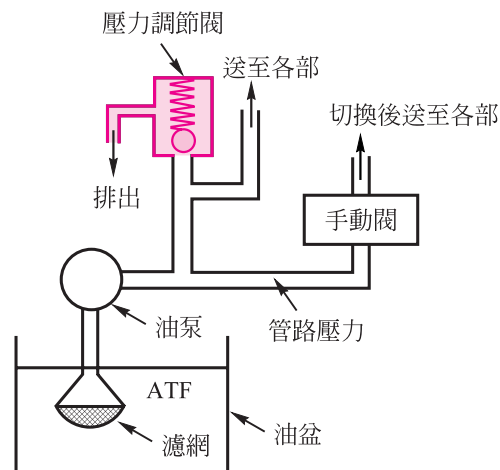 壓力調節閥
送至各部
切換後送至各部
排出
手動閥
油泵
管路壓力
ATF
濾網
油盆